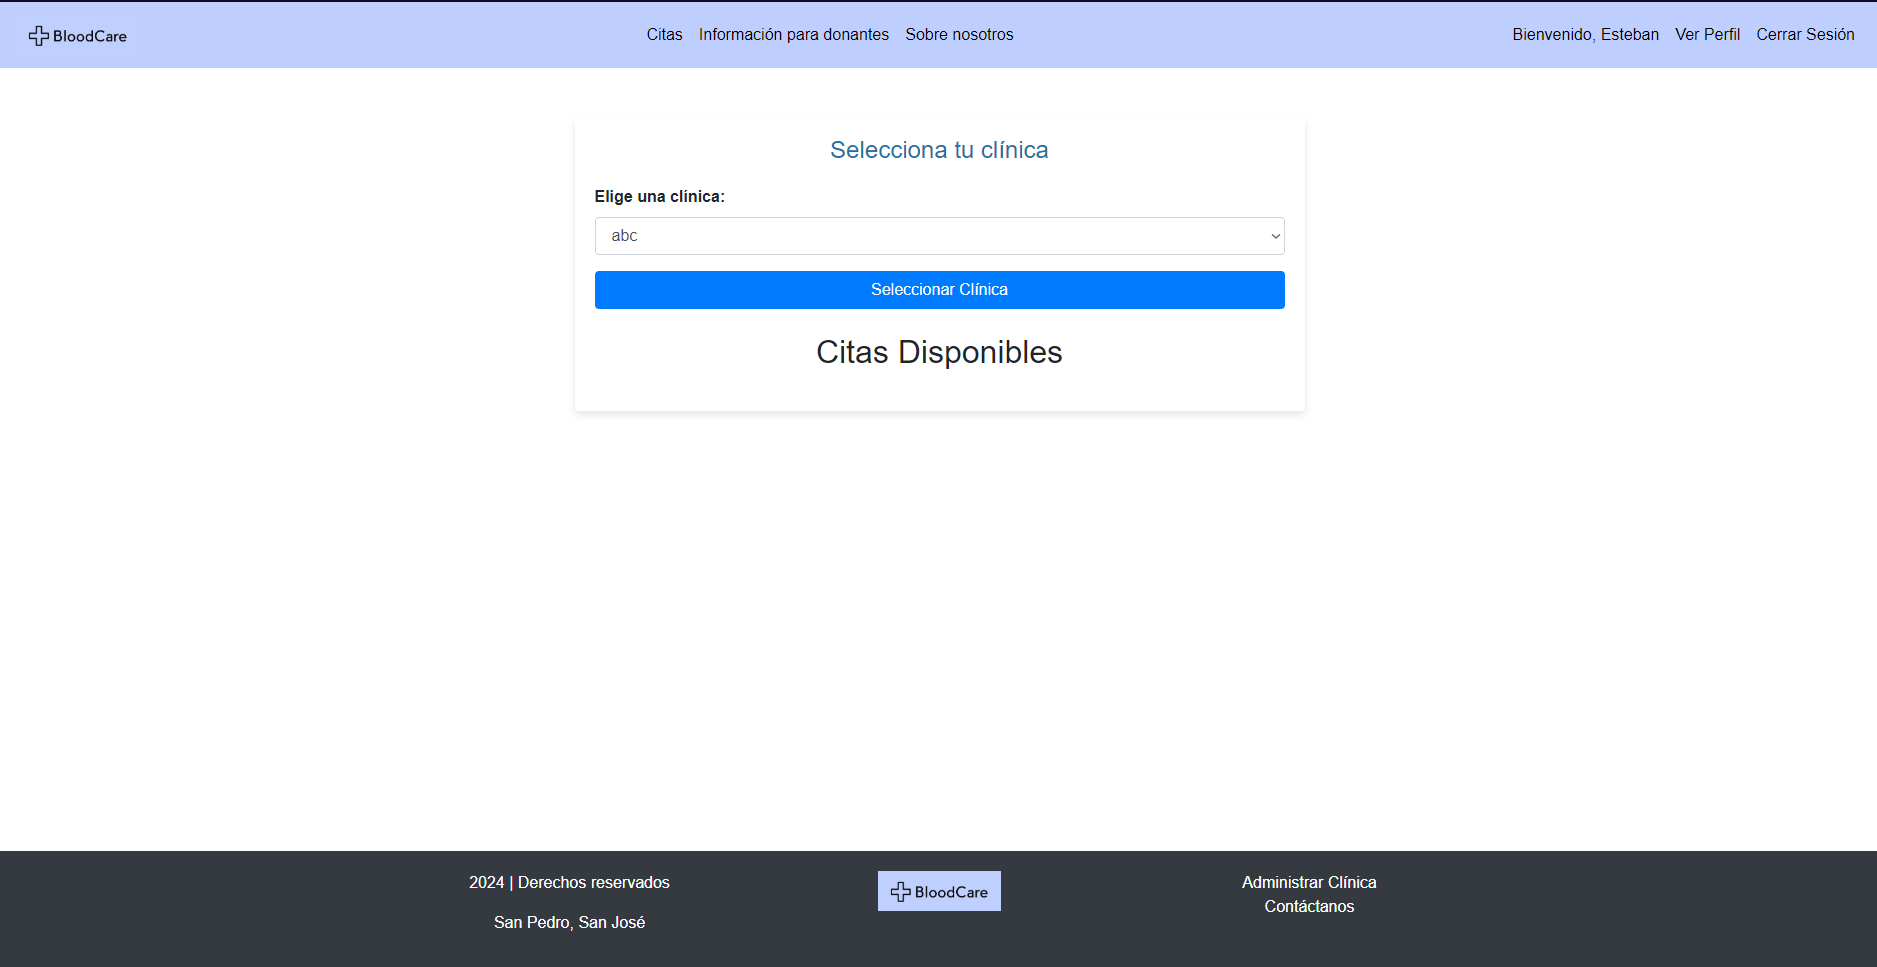 BloodCare
Citas Información para donantes Sobre nosotros
Bienvenido, Esteban Ver Perfil Cerrar Sesión
Selecciona tu clínica
Elige una clínica:
abc
Seleccionar Clínica
Citas Disponibles
2024 | Derechos reservados
San Pedro, San José
BloodCare
Administrar Clínica
Contáctanos